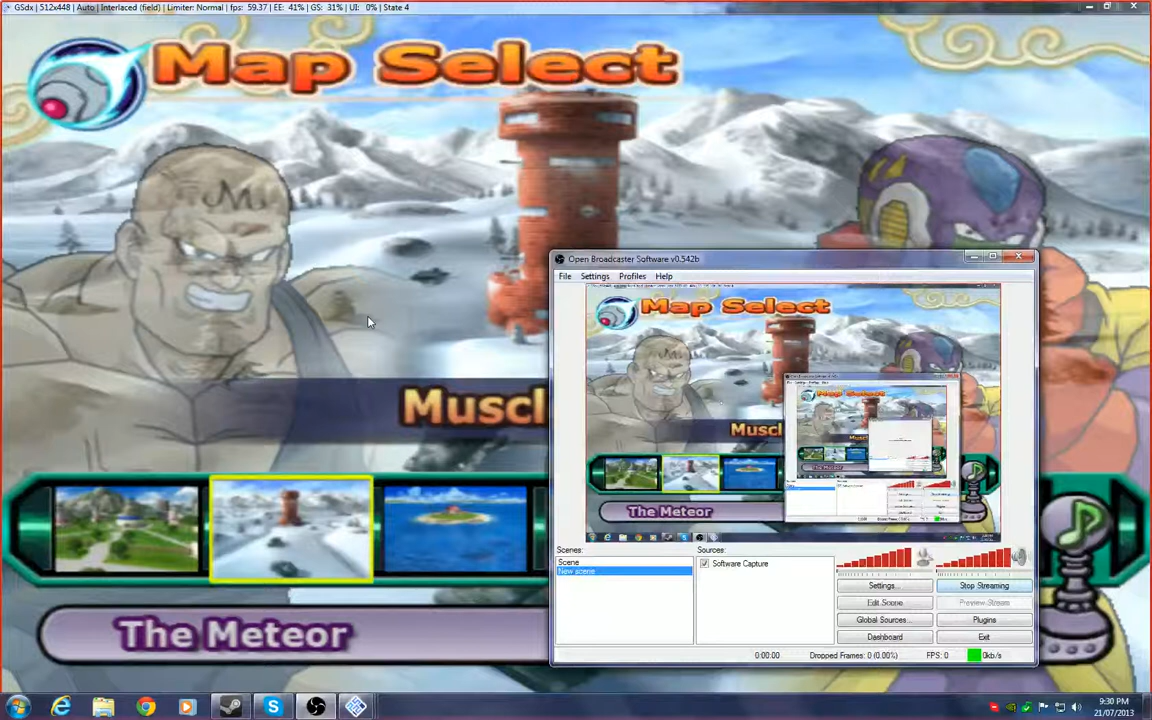 GSdx | 512x448 | Auto | Interlaced (field) | Limiter: Normal | fps: 59.37 | EE: 41% | GS: 31% | UI: 0% | State 4
Map Select
M
Muscl
The Meteor
Open Broadcaster Software v0.542b
File Settings Profiles Help
Map Select
Muscl
The Meteor
Scenes:
Scene
New scene
Sources:
Software Capture
Settings...
Stop Streaming
Edit Scene
Preview Stream
Global Sources...
Plugins
Dashboard
Exit
0:00:00 Dropped Frames: 0 (0.00%) FPS: 0 0kb/s
9:30 PM
21/07/2013